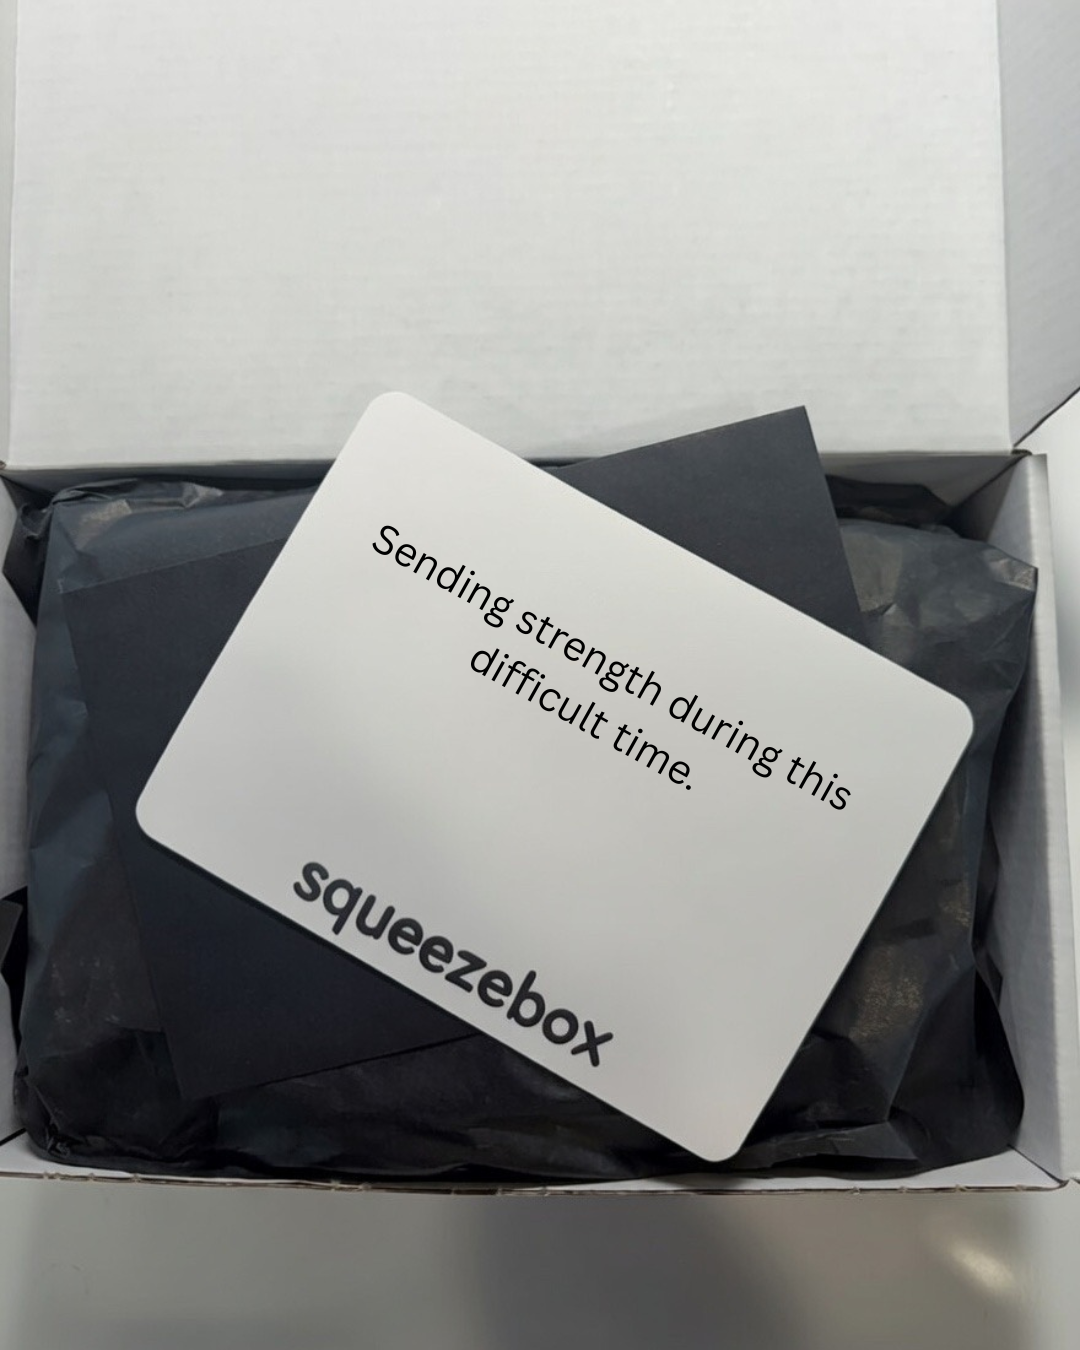 Sending strength during this
difficult time.
squeezebox